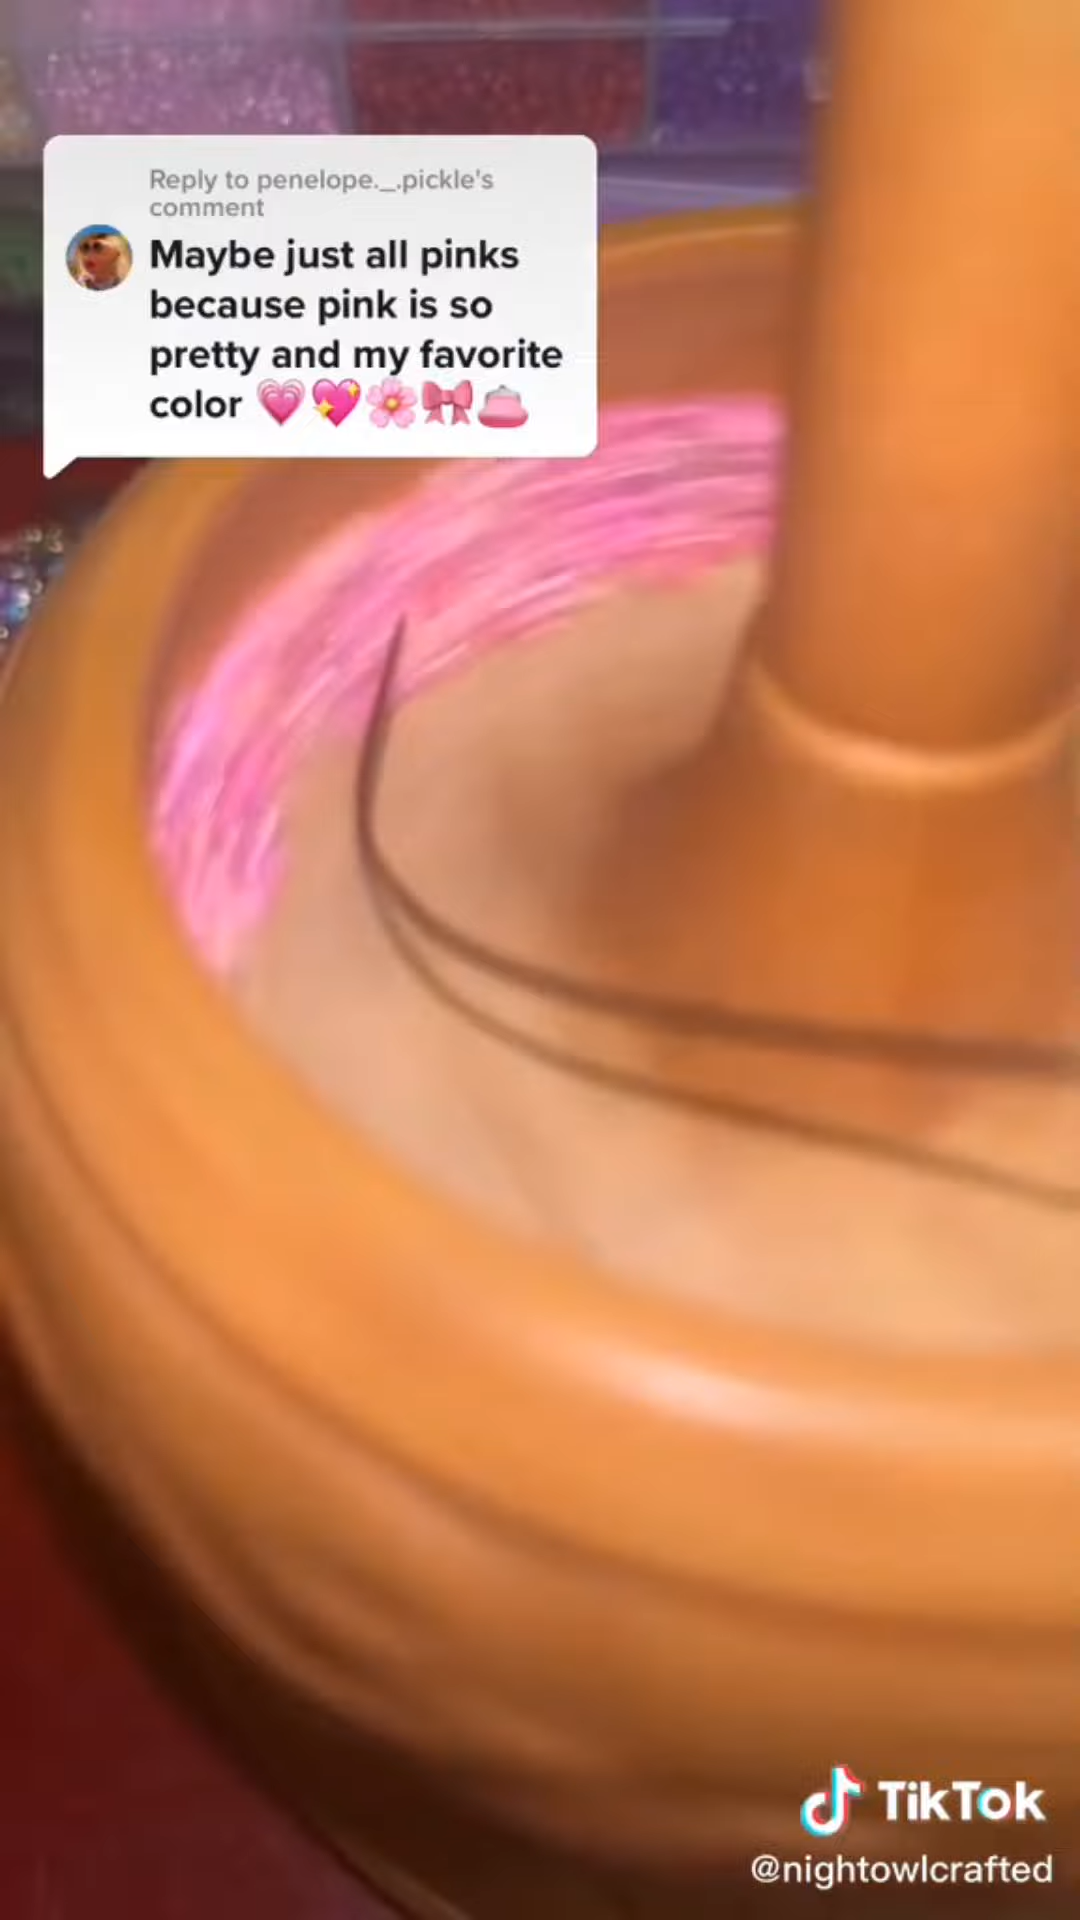 Reply to penelope._.pickle's
comment
Maybe just all pinks
because pink is so
pretty and my favorite
color 💗💖🌸🎀👛
TikTok
@nightowlcrafted